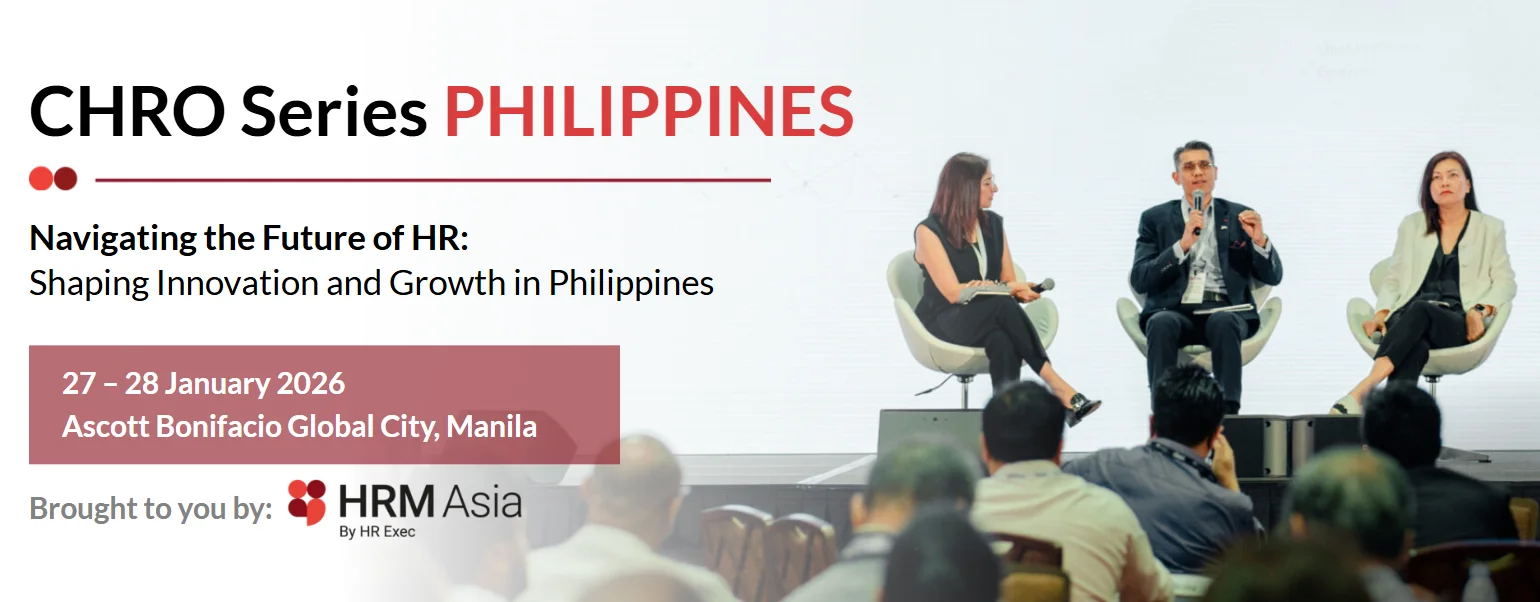 CHRO Series PHILIPPINES
Navigating the Future of HR:
Shaping Innovation and Growth in Philippines
27 – 28 January 2026
Ascott Bonifacio Global City, Manila
Brought to you by: HRM Asia
By HR Exec